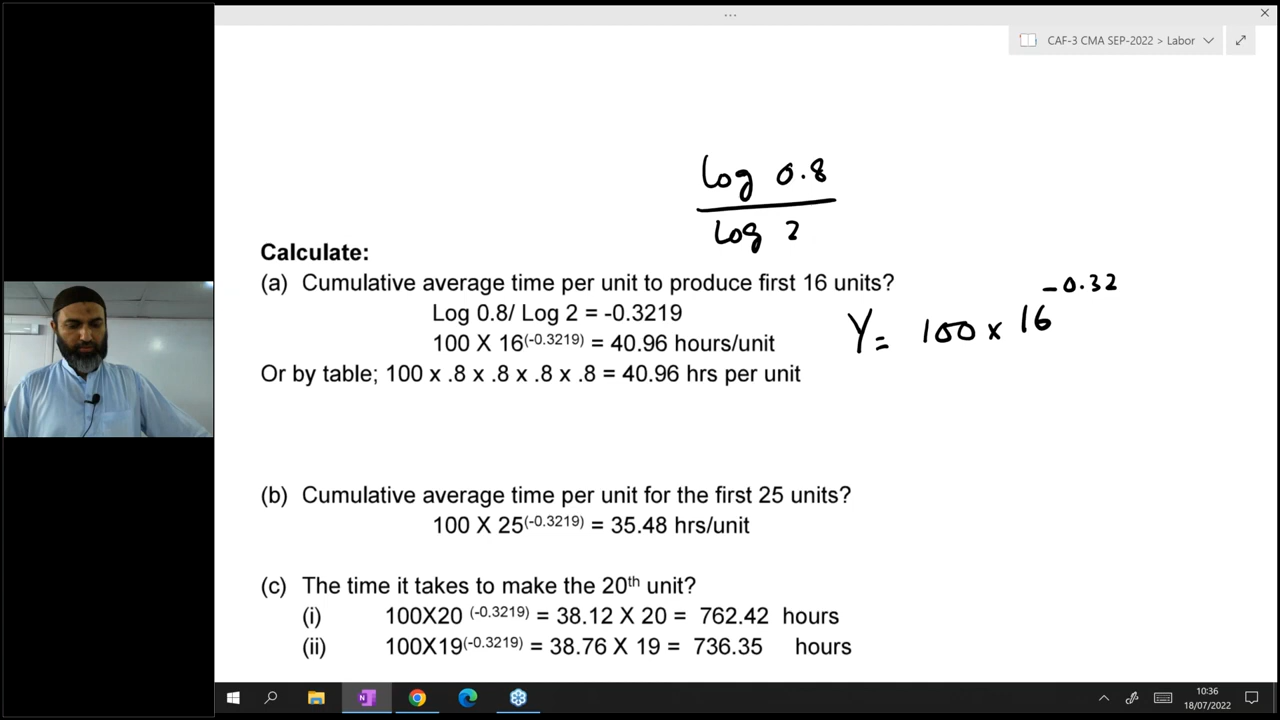 CAF-3 CMA SEP-2022 > Labor
log 0.8
log 2
Calculate:
(a) Cumulative average time per unit to produce first 16 units?
Log 0.8/ Log 2 = -0.3219
100 X 16(-0.3219) = 40.96 hours/unit
Y= 100 x 16 -0.32
Or by table; 100 x .8 x .8 x .8 x .8 = 40.96 hrs per unit
(b) Cumulative average time per unit for the first 25 units?
100 X 25(-0.3219) = 35.48 hrs/unit
(c) The time it takes to make the 20th unit?
(i) 100X20 (-0.3219) = 38.12 X 20 = 762.42 hours
(ii) 100X19(-0.3219) = 38.76 X 19 = 736.35 hours
10:36
18/07/2022